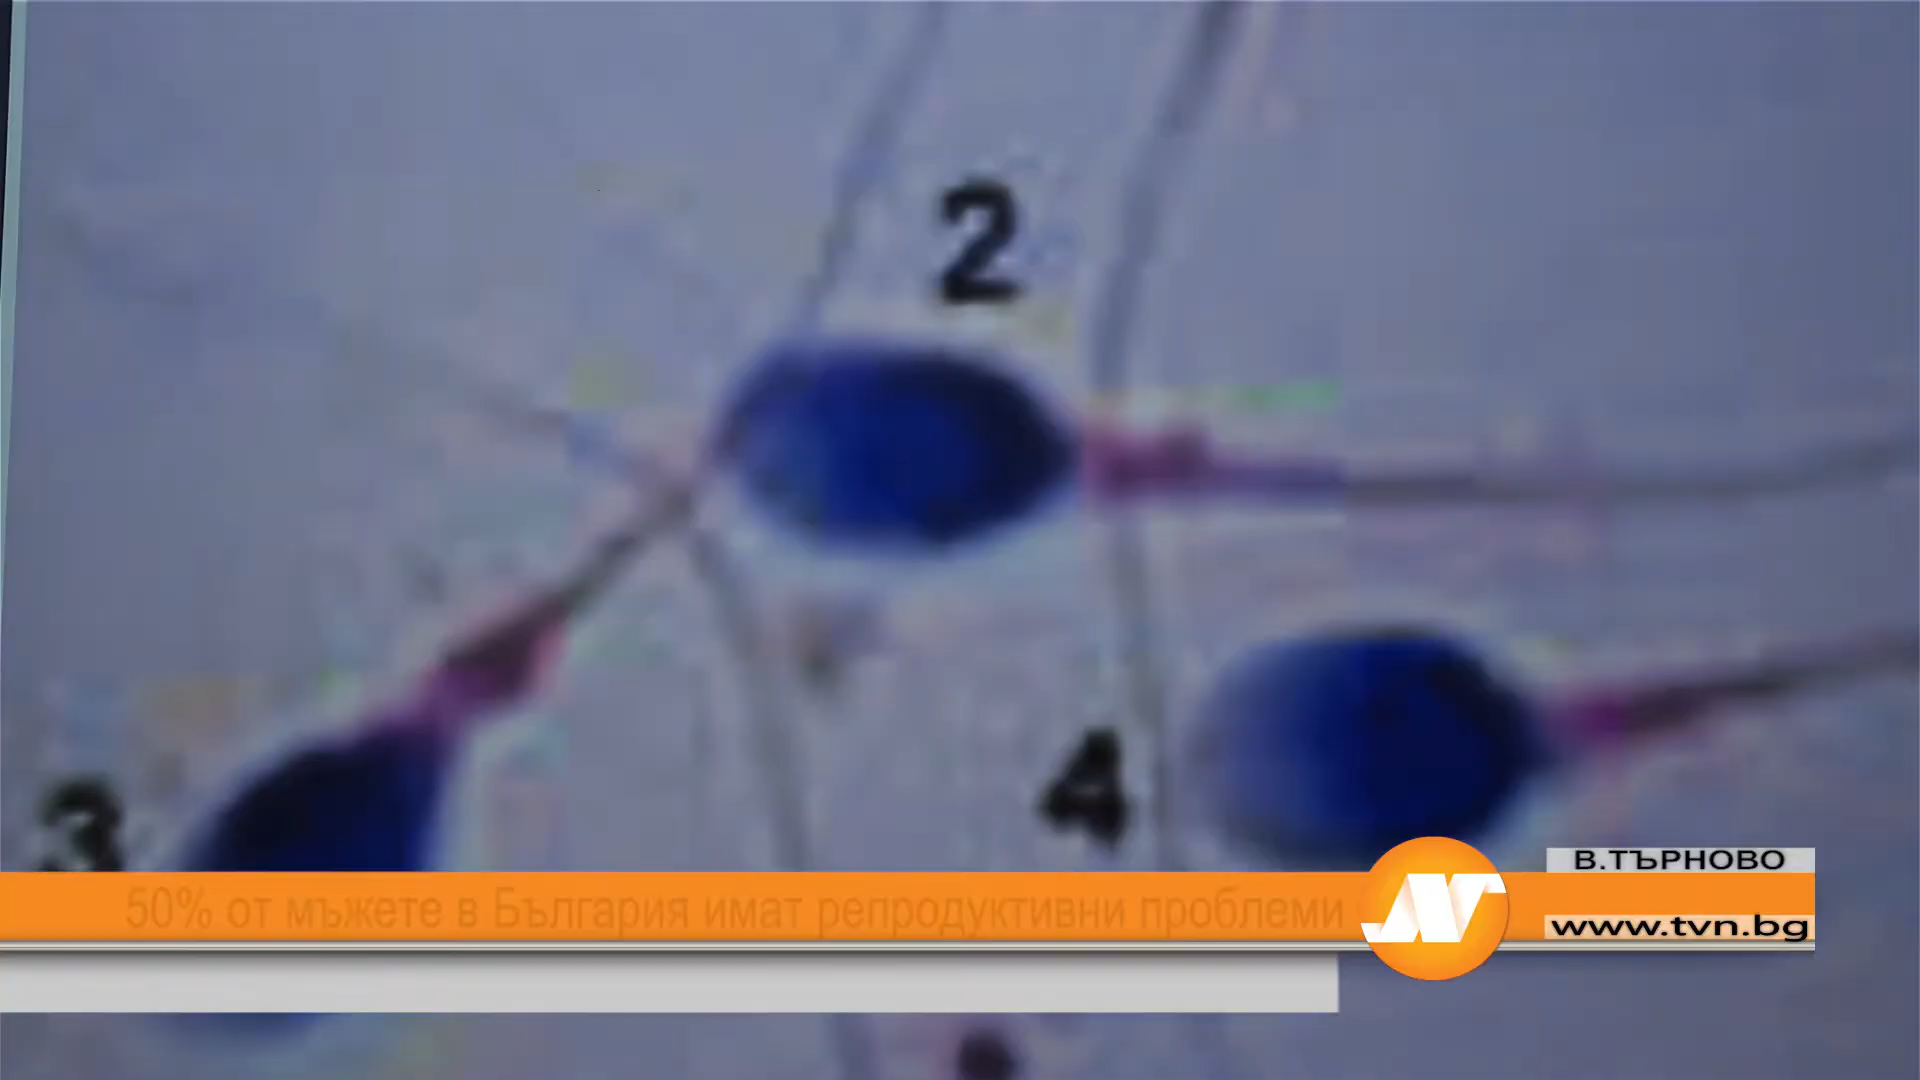 2
4
3
В.ТЪРНОВО
50% от мъжете в България имат репродуктивни проблеми
www.tvn.bg